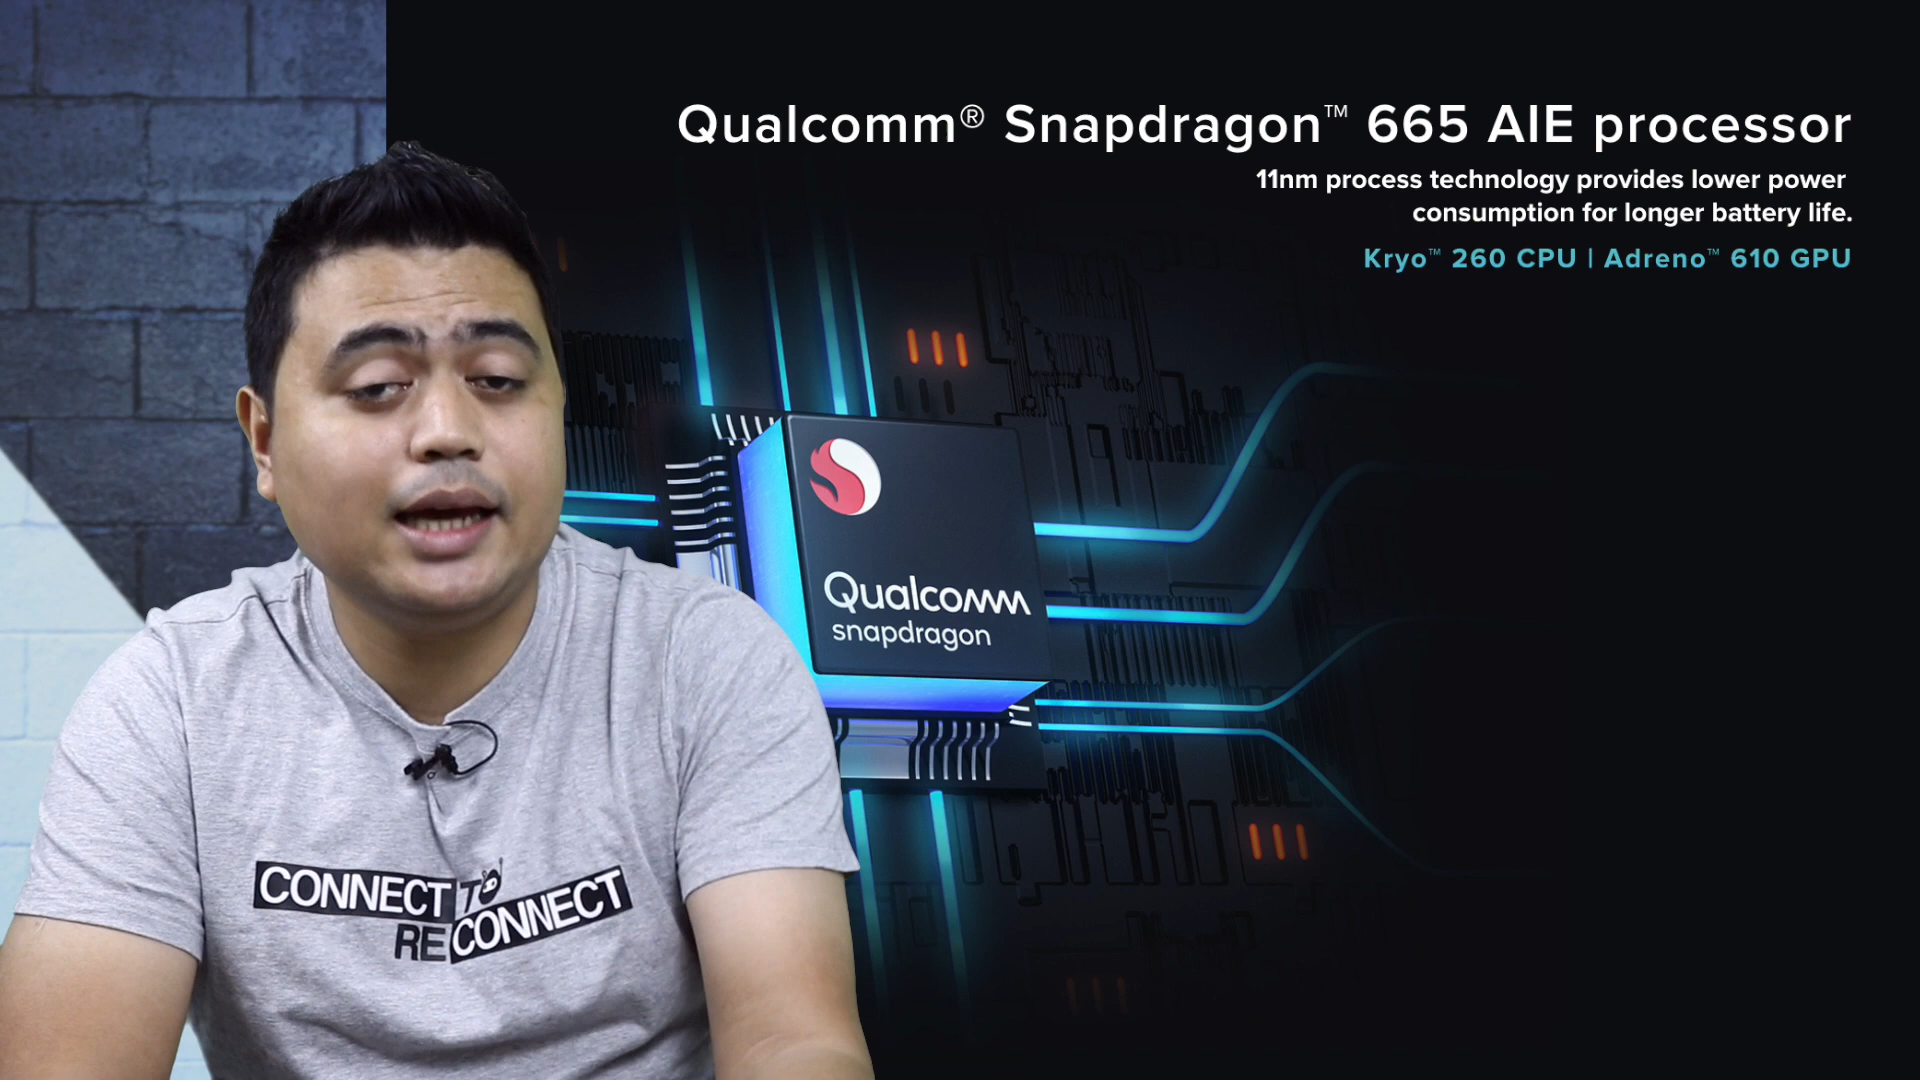 Qualcomm® Snapdragon™ 665 AIE processor
11nm process technology provides lower power
consumption for longer battery life.
Kryo™ 260 CPU | Adreno™ 610 GPU
Qualcomm
snapdragon
CONNECT TO
RECONNECT